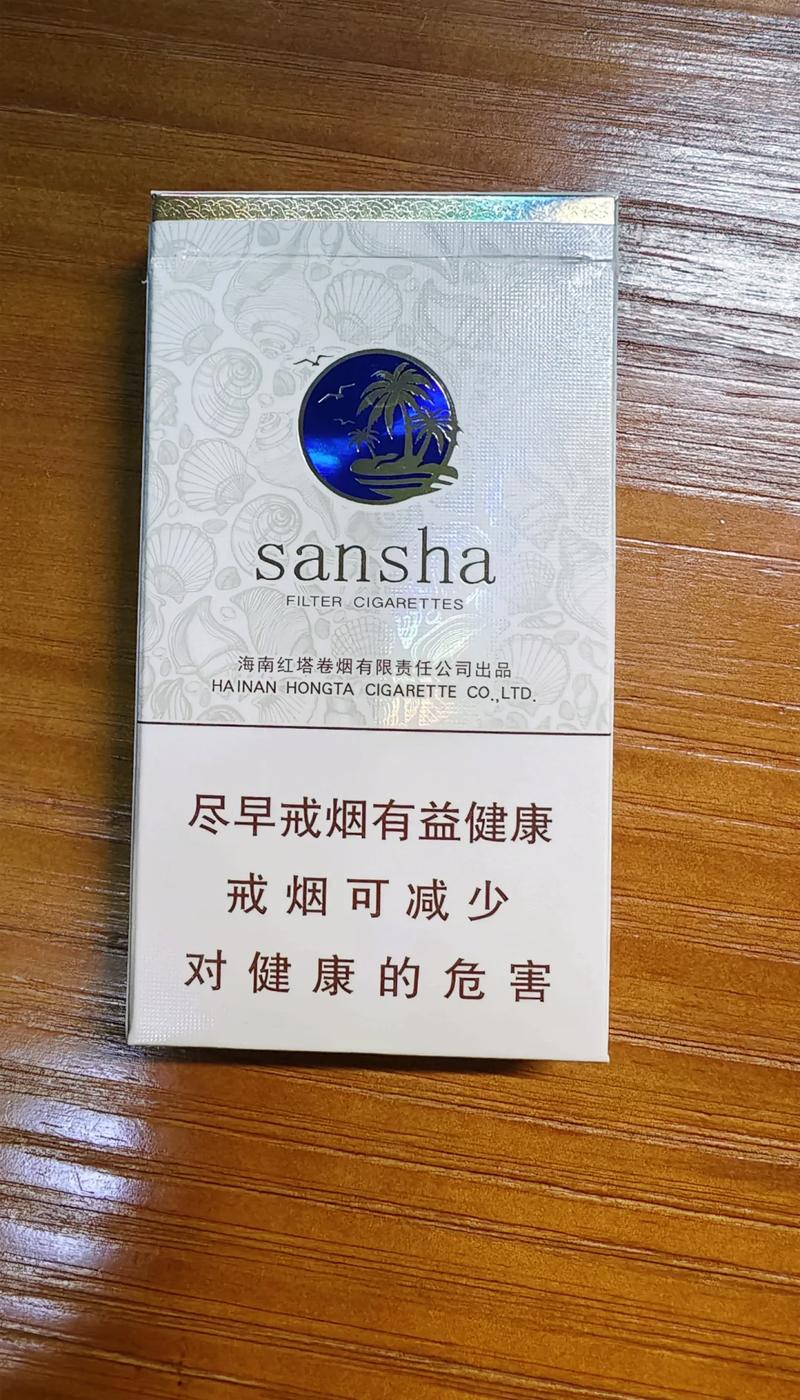 sansha
FILTER CIGARETTES
海南红塔卷烟有限责任公司出品
HAINAN HONGTA CIGARETTE CO.,LTD.
尽早戒烟有益健康
戒烟可减少
对健康的危害